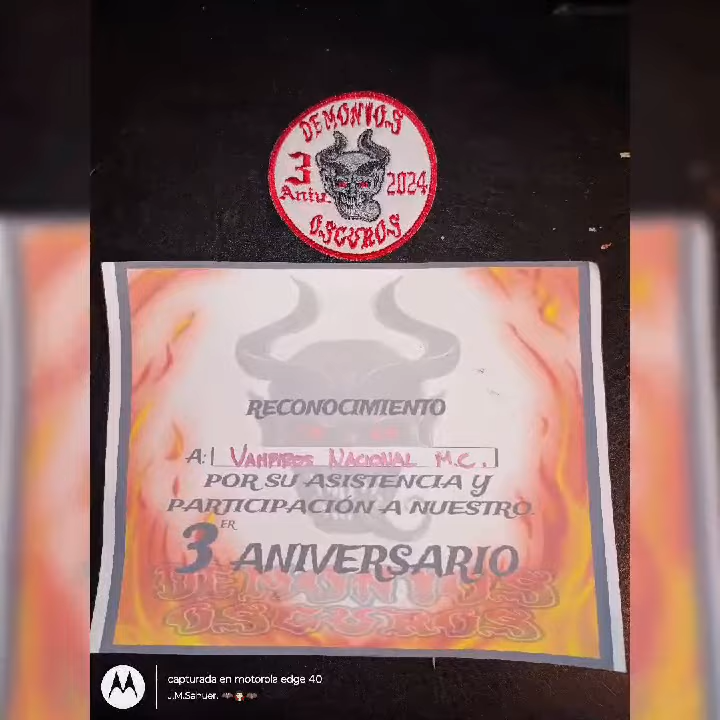 DEMONIOS
3
Aniv.
2024
OSCUROS
RECONOCIMIENTO
A: VAMPIROS NACIONAL M.C.
POR SU ASISTENCIA Y
PARTICIPACIÓN A NUESTRO
3ER ANIVERSARIO
DEMONIOS
OSCUROS
capturada en motorola edge 40
J.M.Sahuer.